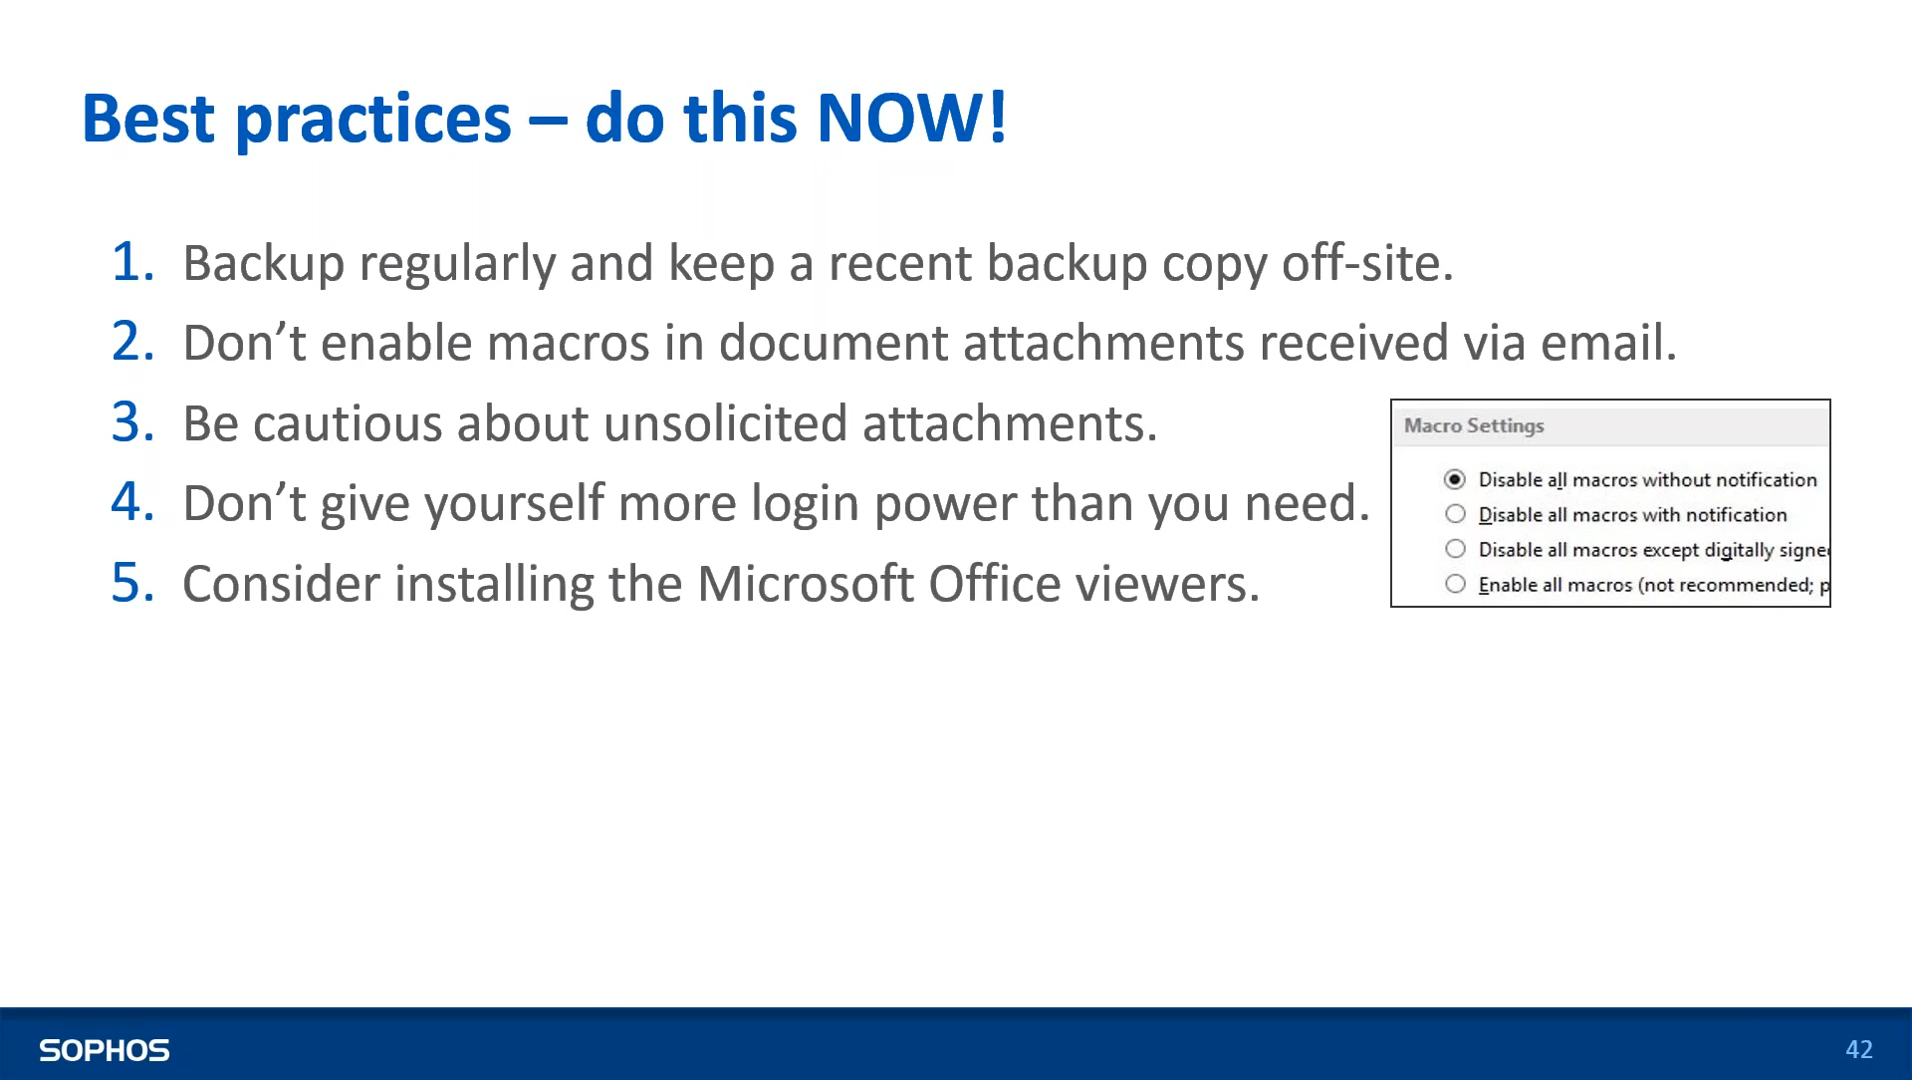 Best practices – do this NOW!
1. Backup regularly and keep a recent backup copy off-site.
2. Don’t enable macros in document attachments received via email.
3. Be cautious about unsolicited attachments.
4. Don’t give yourself more login power than you need.
5. Consider installing the Microsoft Office viewers.
Macro Settings
Disable all macros without notification
Disable all macros with notification
Disable all macros except digitally signe
Enable all macros (not recommended; p
SOPHOS
42